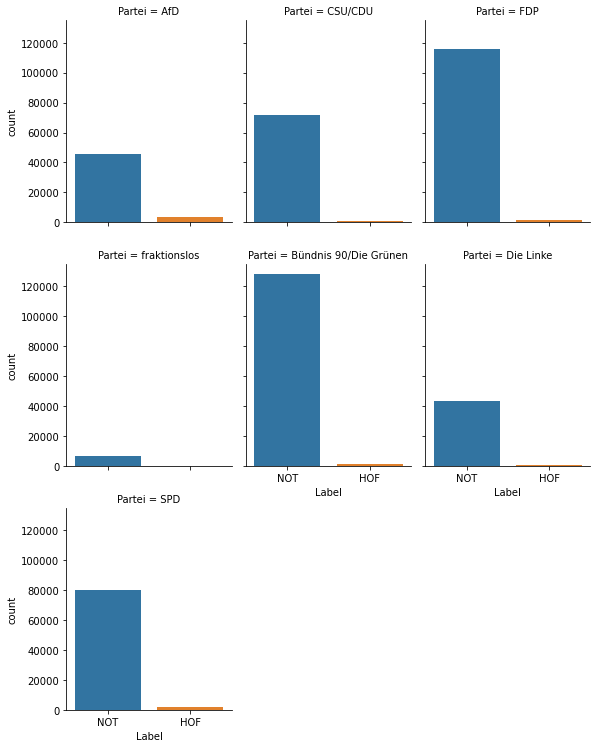 Partei = AfD
Partei = CSU/CDU
Partei = FDP
120000
100000
80000
60000
40000
20000
0
count
Partei = fraktionslos
Partei = Bündnis 90/Die Grünen
Partei = Die Linke
120000
100000
80000
60000
40000
20000
0
count
NOT HOF
Label
NOT HOF
Label
Partei = SPD
120000
100000
80000
60000
40000
20000
0
count
NOT HOF
Label